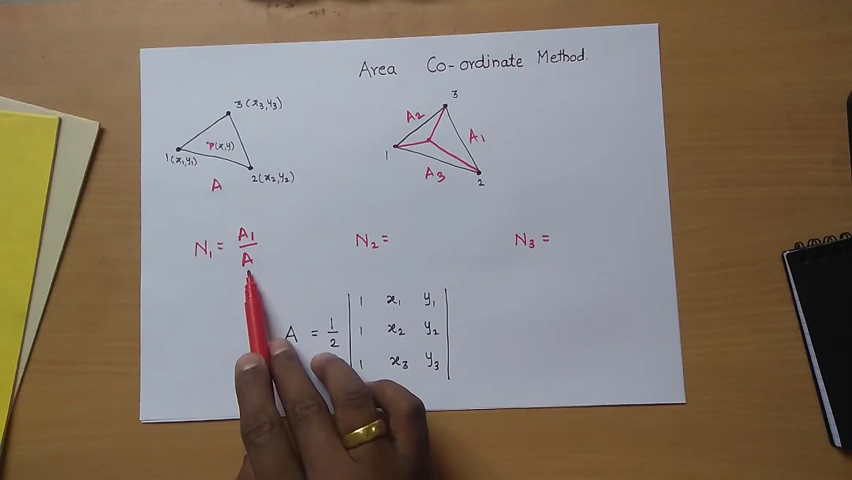 Area Co-ordinate Method
3 (x₃,y₃)
P(x,y)
1(x₁,y₁)
2(x₂,y₂)
A
3
A2
A1
1
A3
2
N₁ = A₁/A
N₂ =
N₃ =
A = 1/2 | 1 x₁ y₁ |
| 1 x₂ y₂ |
| 1 x₃ y₃ |